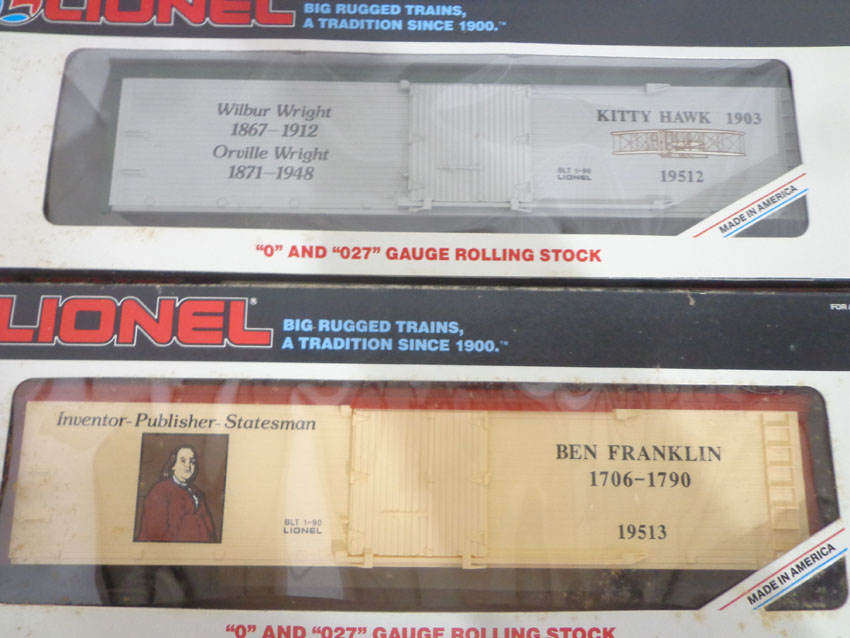 LIONEL
BIG RUGGED TRAINS,
A TRADITION SINCE 1900.™
Wilbur Wright
1867-1912
Orville Wright
1871-1948
KITTY HAWK 1903
BLT 1-90
LIONEL
19512
MADE IN AMERICA
"O" AND "027" GAUGE ROLLING STOCK
LIONEL®
BIG RUGGED TRAINS,
A TRADITION SINCE 1900.™
FOR
Inventor-Publisher-Statesman
BLT 1-90
LIONEL
BEN FRANKLIN
1706-1790
19513
MADE IN AMERICA
"O" AND "027" GAUGE ROLLING STOCK